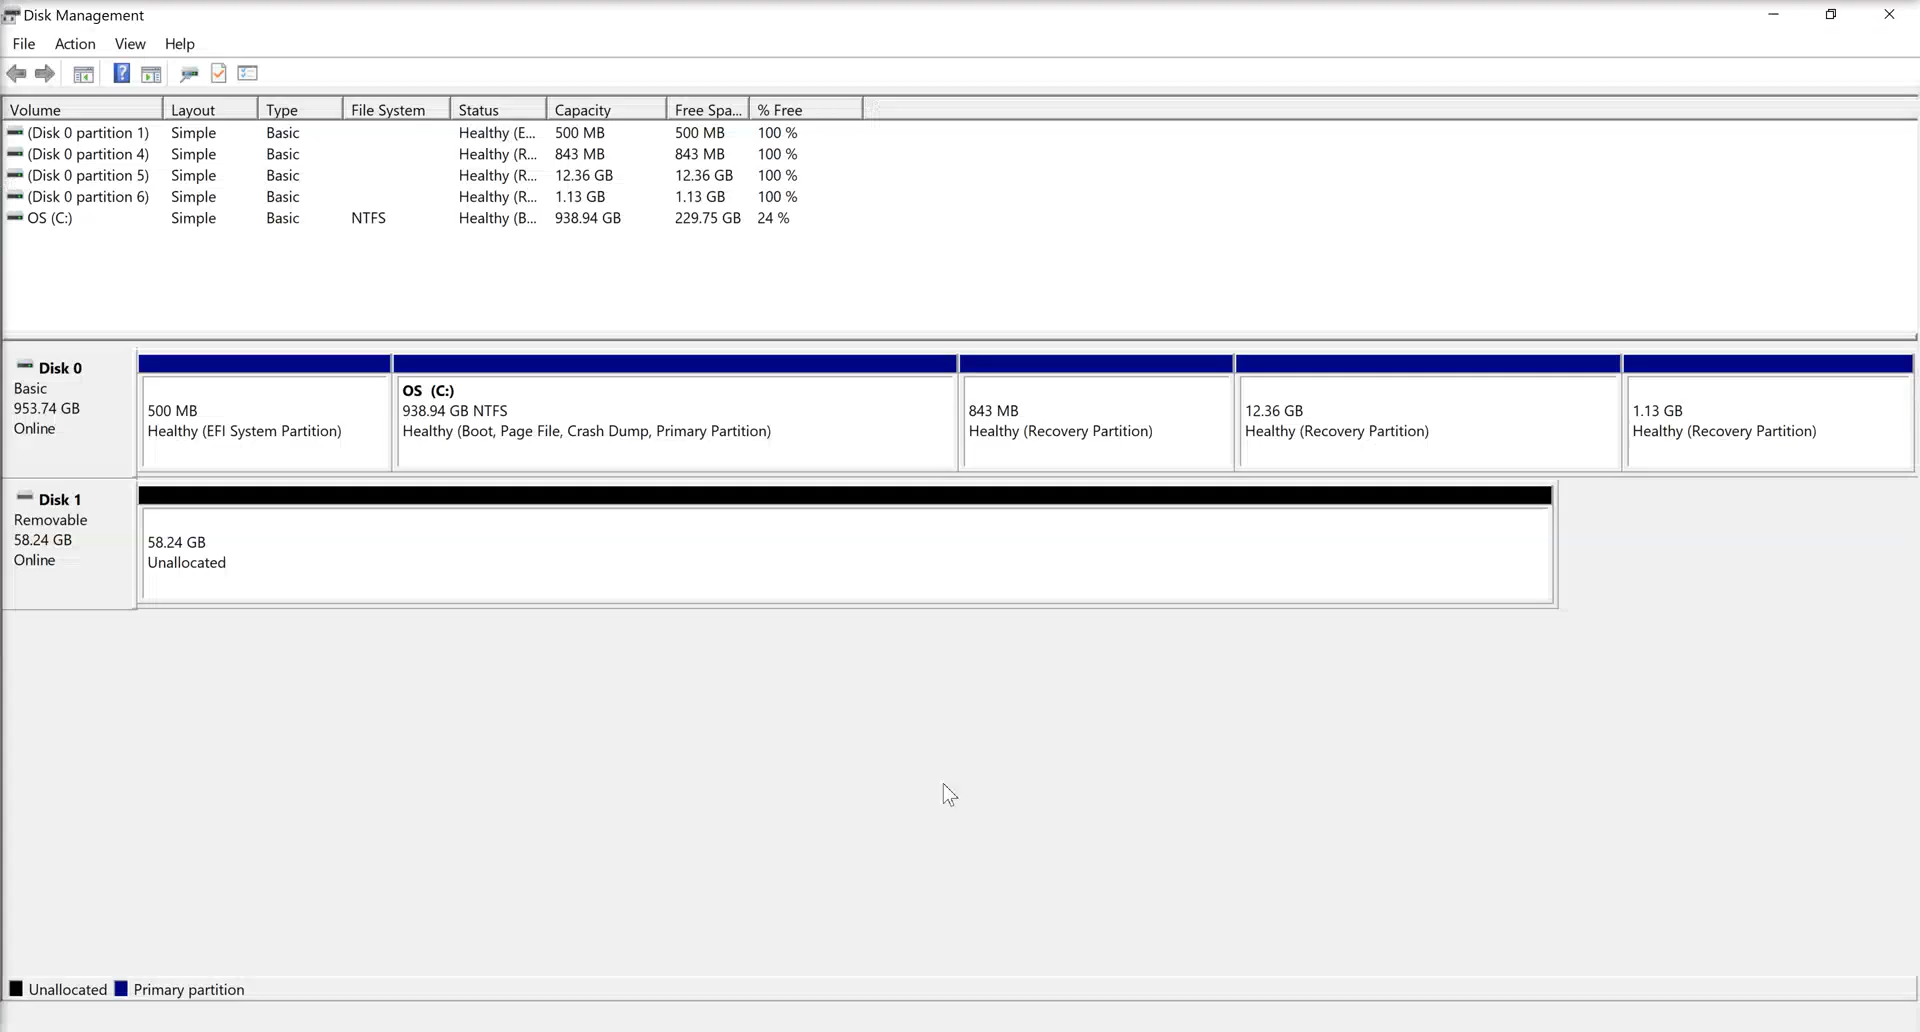 Disk Management
File Action View Help
Volume Layout Type File System Status Capacity Free Spa... % Free
(Disk 0 partition 1) Simple Basic Healthy (E... 500 MB 500 MB 100 %
(Disk 0 partition 4) Simple Basic Healthy (R... 843 MB 843 MB 100 %
(Disk 0 partition 5) Simple Basic Healthy (R... 12.36 GB 12.36 GB 100 %
(Disk 0 partition 6) Simple Basic Healthy (R... 1.13 GB 1.13 GB 100 %
OS (C:) Simple Basic NTFS Healthy (B... 938.94 GB 229.75 GB 24 %
Disk 0
Basic
953.74 GB
Online
500 MB
Healthy (EFI System Partition)
OS (C:)
938.94 GB NTFS
Healthy (Boot, Page File, Crash Dump, Primary Partition)
843 MB
Healthy (Recovery Partition)
12.36 GB
Healthy (Recovery Partition)
1.13 GB
Healthy (Recovery Partition)
Disk 1
Removable
58.24 GB
Online
58.24 GB
Unallocated
Unallocated Primary partition